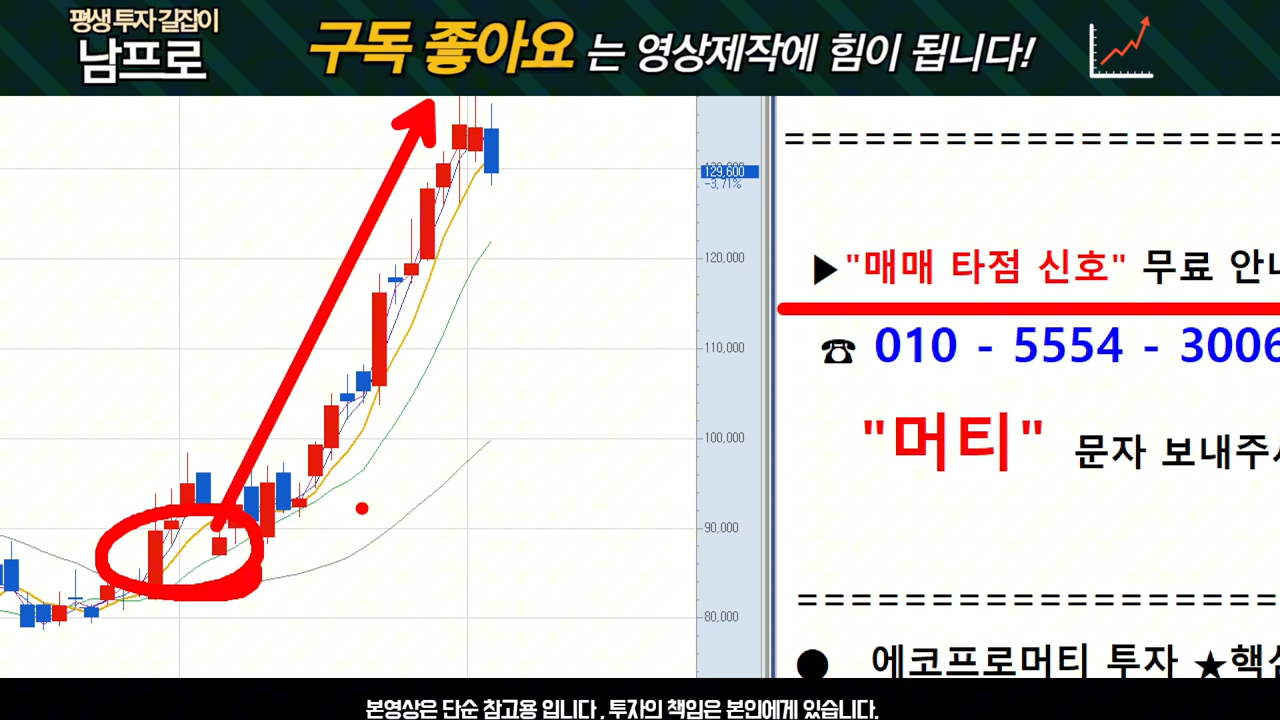 평생 투자 길잡이
남프로
구독 좋아요 는 영상제작에 힘이 됩니다!
129,600
-3,71%
120,000
110,000
100,000
90,000
80,000
====================
▶"매매 타점 신호" 무료 안내
☎ 010 - 5554 - 3006
"머티" 문자 보내주시
====================
● 에코프로머티 투자 ★핵심
본영상은 단순 참고용 입니다 , 투자의 책임은 본인에게 있습니다.